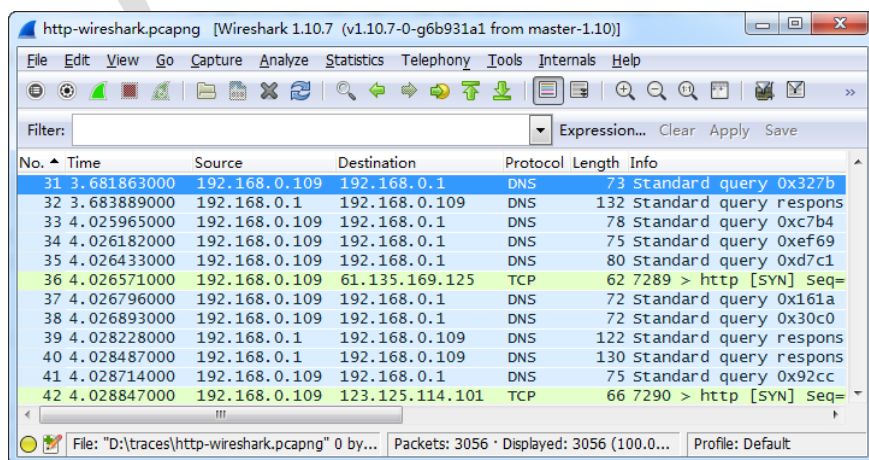 http-wireshark.pcapng [Wireshark 1.10.7 (v1.10.7-0-g6b931a1 from master-1.10)]
File Edit View Go Capture Analyze Statistics Telephony Tools Internals Help
Filter: Expression... Clear Apply Save
No. Time Source Destination Protocol Length Info
31 3.681863000 192.168.0.109 192.168.0.1 DNS 73 Standard query 0x327b
32 3.683889000 192.168.0.1 192.168.0.109 DNS 132 Standard query respons
33 4.025965000 192.168.0.109 192.168.0.1 DNS 78 Standard query 0xc7b4
34 4.026182000 192.168.0.109 192.168.0.1 DNS 75 Standard query 0xef69
35 4.026433000 192.168.0.109 192.168.0.1 DNS 80 Standard query 0xd7c1
36 4.026571000 192.168.0.109 61.135.169.125 TCP 62 7289 > http [SYN] Seq=
37 4.026796000 192.168.0.109 192.168.0.1 DNS 72 Standard query 0x161a
38 4.026893000 192.168.0.109 192.168.0.1 DNS 72 Standard query 0x30c0
39 4.028228000 192.168.0.1 192.168.0.109 DNS 122 Standard query respons
40 4.028487000 192.168.0.1 192.168.0.109 DNS 130 Standard query respons
41 4.028714000 192.168.0.109 192.168.0.1 DNS 75 Standard query 0x92cc
42 4.028847000 192.168.0.109 123.125.114.101 TCP 66 7290 > http [SYN] Seq=
File: "D:\traces\http-wireshark.pcapng" 0 by... Packets: 3056 · Displayed: 3056 (100.0... Profile: Default